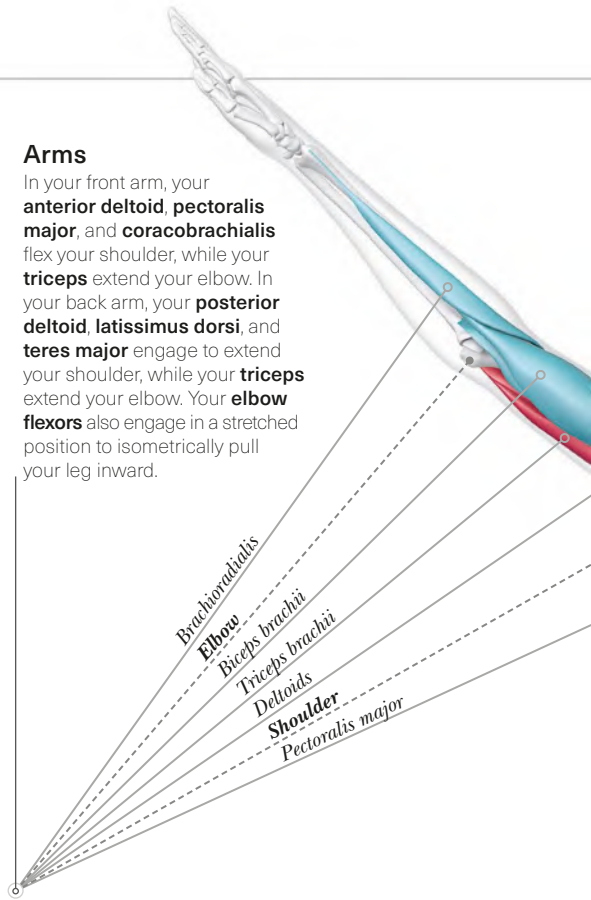 Arms
In your front arm, your
anterior deltoid, pectoralis
major, and coracobrachialis
flex your shoulder, while your
triceps extend your elbow. In
your back arm, your posterior
deltoid, latissimus dorsi, and
teres major engage to extend
your shoulder, while your triceps
extend your elbow. Your elbow
flexors also engage in a stretched
position to isometrically pull
your leg inward.
Brachioradialis
Elbow
Biceps brachii
Triceps brachii
Deltoids
Shoulder
Pectoralis major